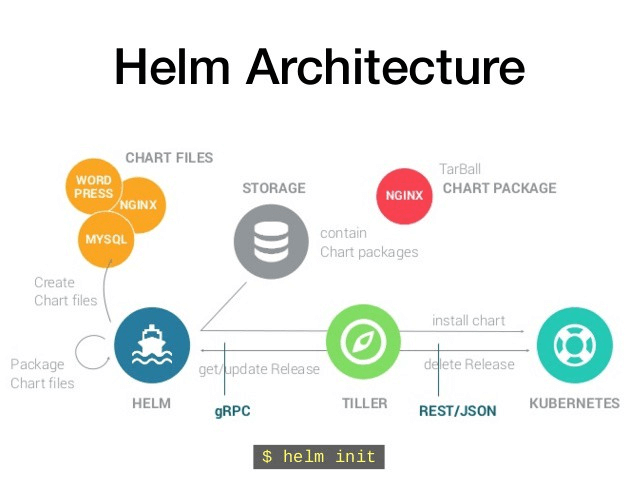 Helm Architecture
CHART FILES
WORD
PRESS
NGINX
MYSQL
STORAGE
NGINX
TarBall
CHART PACKAGE
contain
Chart packages
Create
Chart files
install chart
Package
Chart files
get/update Release
delete Release
HELM
gRPC
TILLER
REST/JSON
KUBERNETES
$ helm init